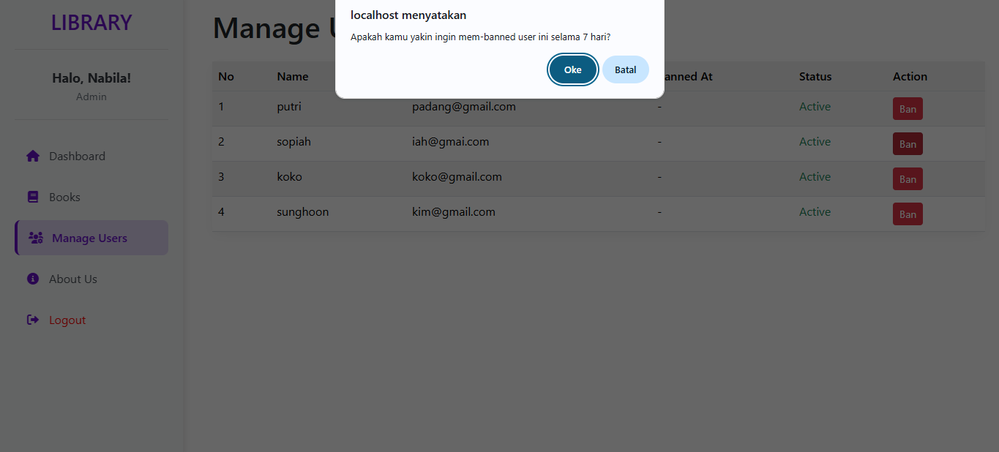 LIBRARY
Halo, Nabila!
Admin
Dashboard
Books
Manage Users
About Us
Logout
Manage
localhost menyatakan
Apakah kamu yakin ingin mem-banned user ini selama 7 hari?
Oke Batal
No Name anned At Status Action
1 putri padang@gmail.com - Active Ban
2 sopiah iah@gmai.com - Active Ban
3 koko koko@gmail.com - Active Ban
4 sunghoon kim@gmail.com - Active Ban